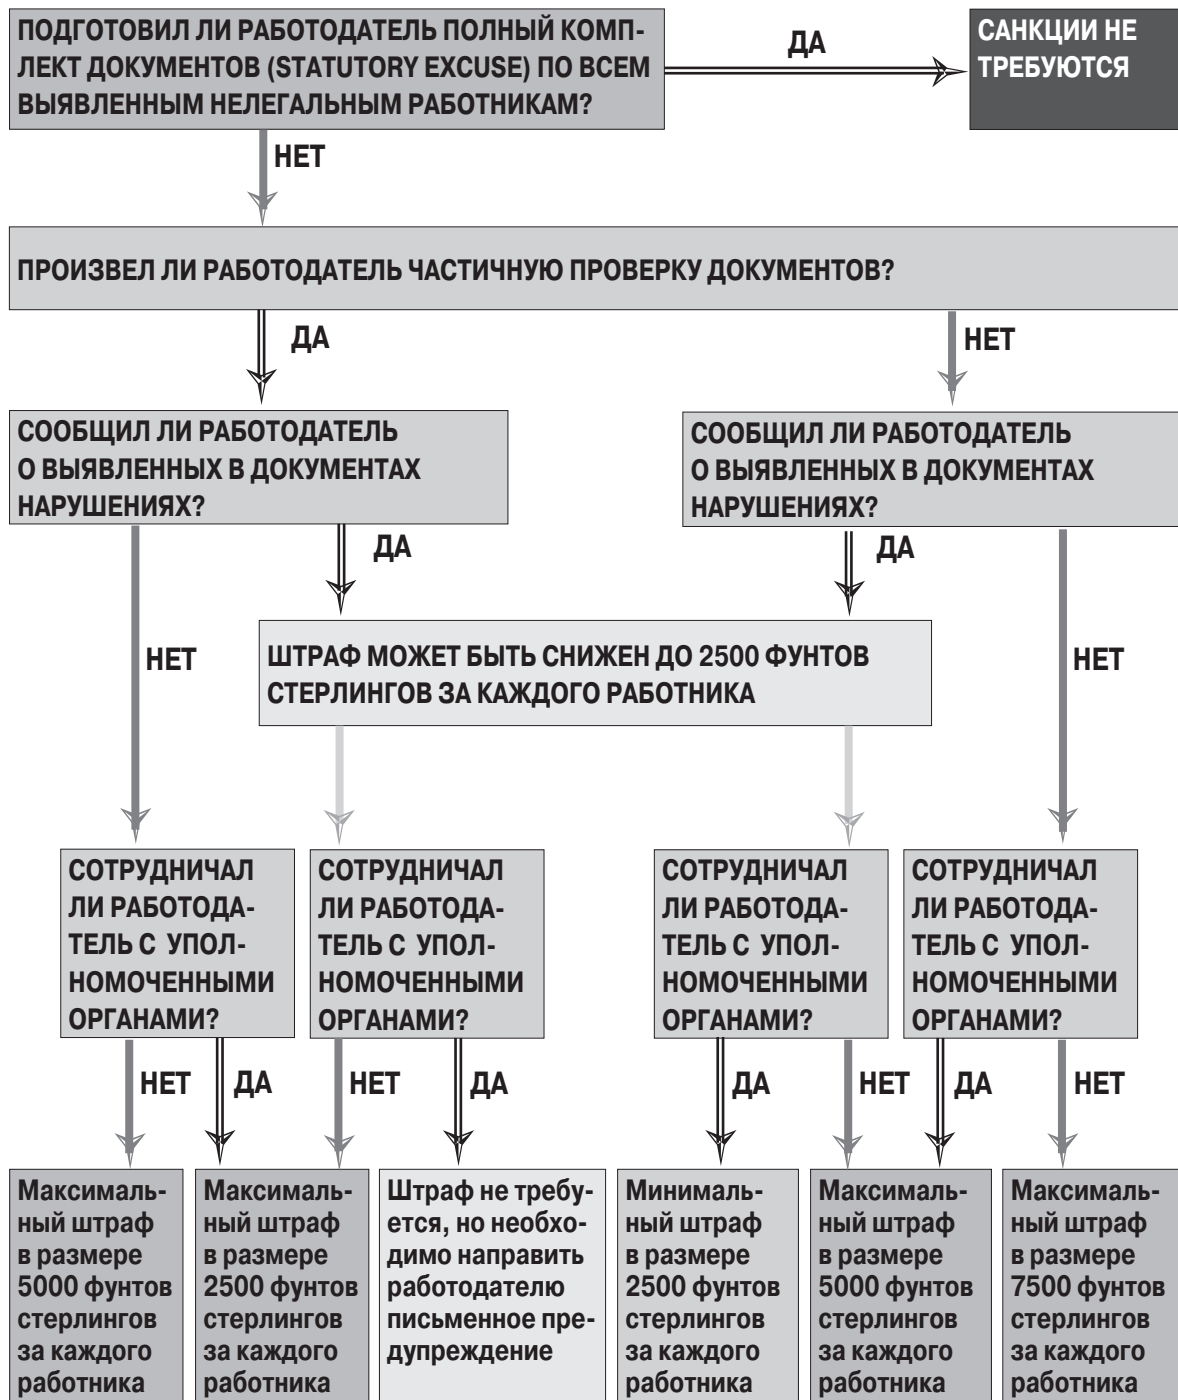 ПОДГОТОВИЛ ЛИ РАБОТОДАТЕЛЬ ПОЛНЫЙ КОМП-
ЛЕКТ ДОКУМЕНТОВ (STATUTORY EXCUSE) ПО ВСЕМ
ВЫЯВЛЕННЫМ НЕЛЕГАЛЬНЫМ РАБОТНИКАМ?
ДА
САНКЦИИ НЕ
ТРЕБУЮТСЯ
НЕТ
ПРОИЗВЕЛ ЛИ РАБОТОДАТЕЛЬ ЧАСТИЧНУЮ ПРОВЕРКУ ДОКУМЕНТОВ?
ДА
НЕТ
СООБЩИЛ ЛИ РАБОТОДАТЕЛЬ
О ВЫЯВЛЕННЫХ В ДОКУМЕНТАХ
НАРУШЕНИЯХ?
СООБЩИЛ ЛИ РАБОТОДАТЕЛЬ
О ВЫЯВЛЕННЫХ В ДОКУМЕНТАХ
НАРУШЕНИЯХ?
ДА
ДА
НЕТ
ШТРАФ МОЖЕТ БЫТЬ СНИЖЕН ДО 2500 ФУНТОВ
СТЕРЛИНГОВ ЗА КАЖДОГО РАБОТНИКА
НЕТ
СОТРУДНИЧАЛ
ЛИ РАБОТОДА-
ТЕЛЬ С УПОЛ-
НОМОЧЕННЫМИ
ОРГАНАМИ?
СОТРУДНИЧАЛ
ЛИ РАБОТОДА-
ТЕЛЬ С УПОЛ-
НОМОЧЕННЫМИ
ОРГАНАМИ?
СОТРУДНИЧАЛ
ЛИ РАБОТОДА-
ТЕЛЬ С УПОЛ-
НОМОЧЕННЫМИ
ОРГАНАМИ?
СОТРУДНИЧАЛ
ЛИ РАБОТОДА-
ТЕЛЬ С УПОЛ-
НОМОЧЕННЫМИ
ОРГАНАМИ?
НЕТ
ДА
НЕТ
ДА
ДА
НЕТ
ДА
НЕТ
Максималь-
ный штраф
в размере
5000 фунтов
стерлингов
за каждого
работника
Максималь-
ный штраф
в размере
2500 фунтов
стерлингов
за каждого
работника
Штраф не требу-
ется, но необхо-
димо направить
работодателю
письменное пре-
дупреждение
Минималь-
ный штраф
в размере
2500 фунтов
стерлингов
за каждого
работника
Максималь-
ный штраф
в размере
5000 фунтов
стерлингов
за каждого
работника
Максималь-
ный штраф
в размере
7500 фунтов
стерлингов
за каждого
работника